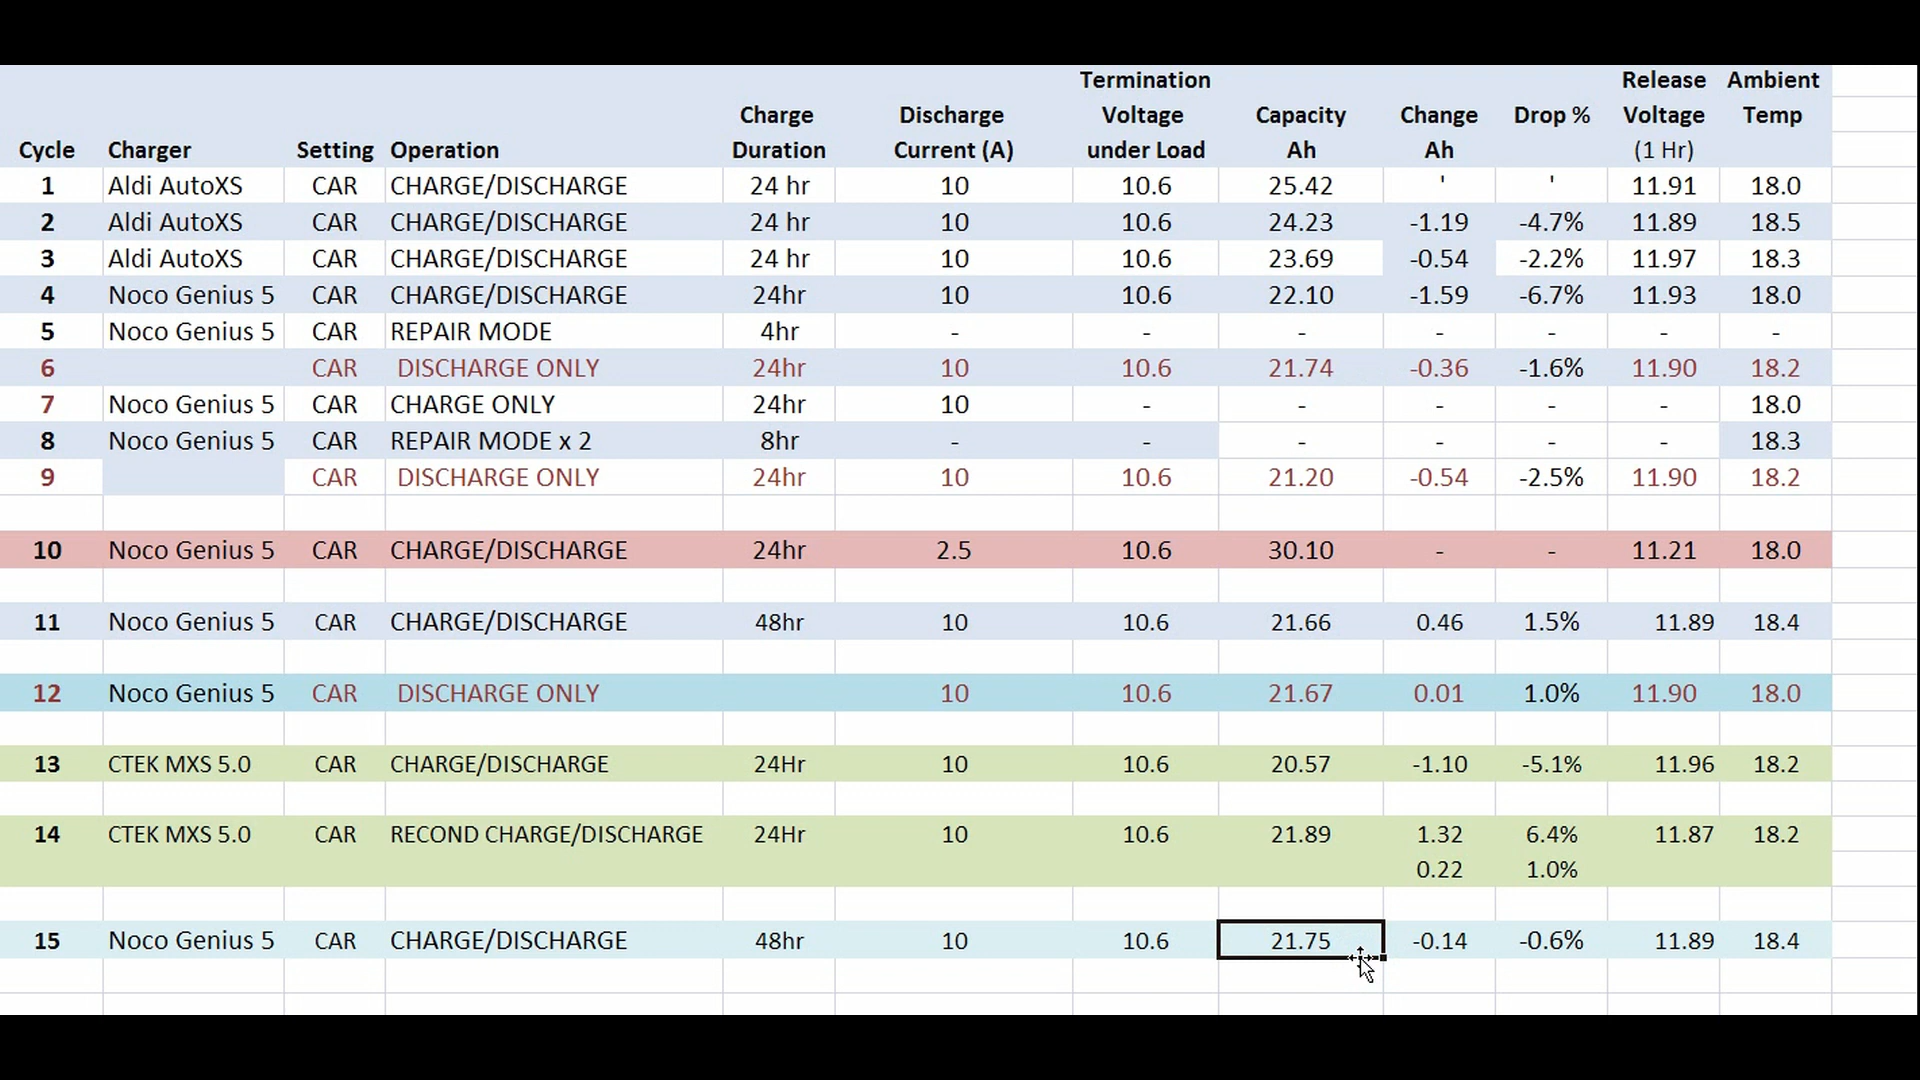 Termination Release Ambient
Charge Discharge Voltage Capacity Change Drop % Voltage Temp
Cycle Charger Setting Operation Duration Current (A) under Load Ah Ah (1 Hr)
1 Aldi AutoXS CAR CHARGE/DISCHARGE 24 hr 10 10.6 25.42 ' ' 11.91 18.0
2 Aldi AutoXS CAR CHARGE/DISCHARGE 24 hr 10 10.6 24.23 -1.19 -4.7% 11.89 18.5
3 Aldi AutoXS CAR CHARGE/DISCHARGE 24 hr 10 10.6 23.69 -0.54 -2.2% 11.97 18.3
4 Noco Genius 5 CAR CHARGE/DISCHARGE 24hr 10 10.6 22.10 -1.59 -6.7% 11.93 18.0
5 Noco Genius 5 CAR REPAIR MODE 4hr - - - - - - -
6 CAR DISCHARGE ONLY 24hr 10 10.6 21.74 -0.36 -1.6% 11.90 18.2
7 Noco Genius 5 CAR CHARGE ONLY 24hr 10 - - - - - 18.0
8 Noco Genius 5 CAR REPAIR MODE x 2 8hr - - - - - - 18.3
9 CAR DISCHARGE ONLY 24hr 10 10.6 21.20 -0.54 -2.5% 11.90 18.2
10 Noco Genius 5 CAR CHARGE/DISCHARGE 24hr 2.5 10.6 30.10 - - 11.21 18.0
11 Noco Genius 5 CAR CHARGE/DISCHARGE 48hr 10 10.6 21.66 0.46 1.5% 11.89 18.4
12 Noco Genius 5 CAR DISCHARGE ONLY 10 10.6 21.67 0.01 1.0% 11.90 18.0
13 CTEK MXS 5.0 CAR CHARGE/DISCHARGE 24Hr 10 10.6 20.57 -1.10 -5.1% 11.96 18.2
14 CTEK MXS 5.0 CAR RECOND CHARGE/DISCHARGE 24Hr 10 10.6 21.89 1.32 6.4% 11.87 18.2
0.22 1.0%
15 Noco Genius 5 CAR CHARGE/DISCHARGE 48hr 10 10.6 21.75 -0.14 -0.6% 11.89 18.4